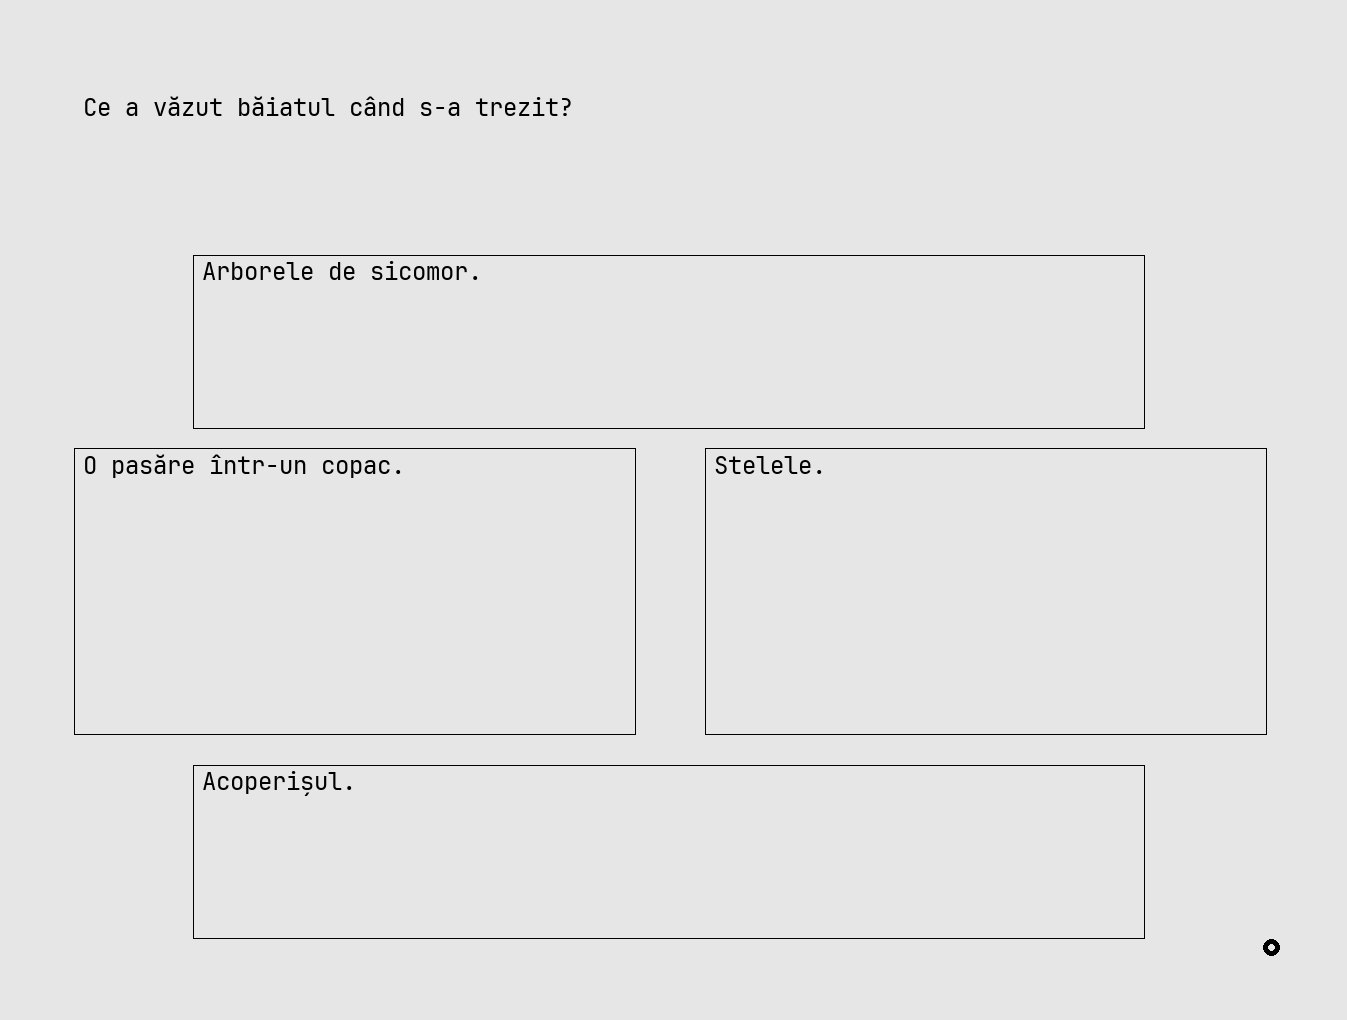 Ce a văzut băiatul când s-a trezit?
Arborele de sicomor.
O pasăre într-un copac.
Stelele.
Acoperișul.